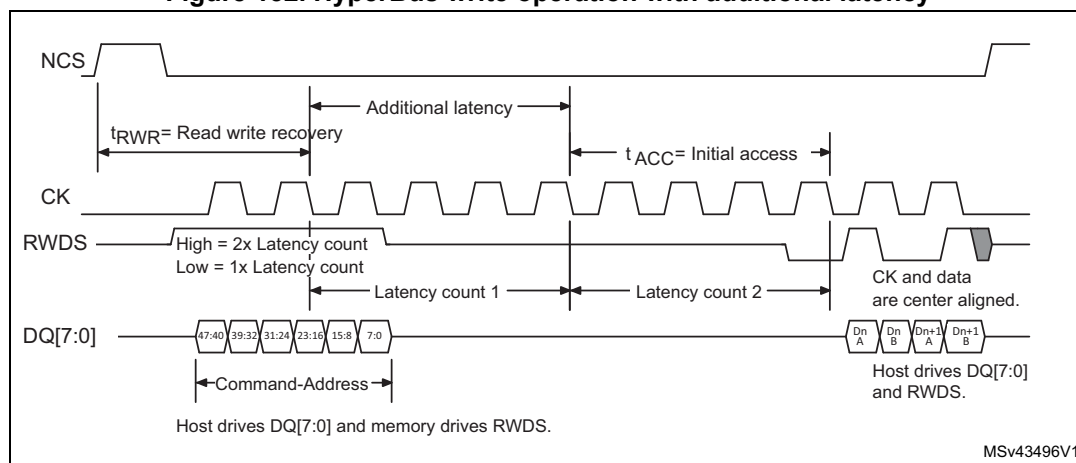 Figure 162. HyperBus write operation with additional latency
NCS
Additional latency
tRWR= Read write recovery
tACC= Initial access
CK
RWDS
High = 2x Latency count
Low = 1x Latency count
CK and data
are center aligned.
Latency count 1
Latency count 2
DQ[7:0]
47:40 39:32 31:24 23:16 15:8 7:0
Dn A Dn B Dn+1 A Dn+1 B
Command-Address
Host drives DQ[7:0]
and RWDS.
Host drives DQ[7:0] and memory drives RWDS.
MSv43496V1